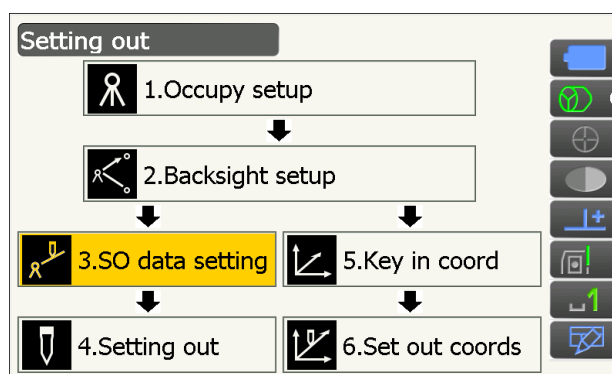 Setting out
1.Occupy setup
2.Backsight setup
3.SO data setting
5.Key in coord
4.Setting out
6.Set out coords